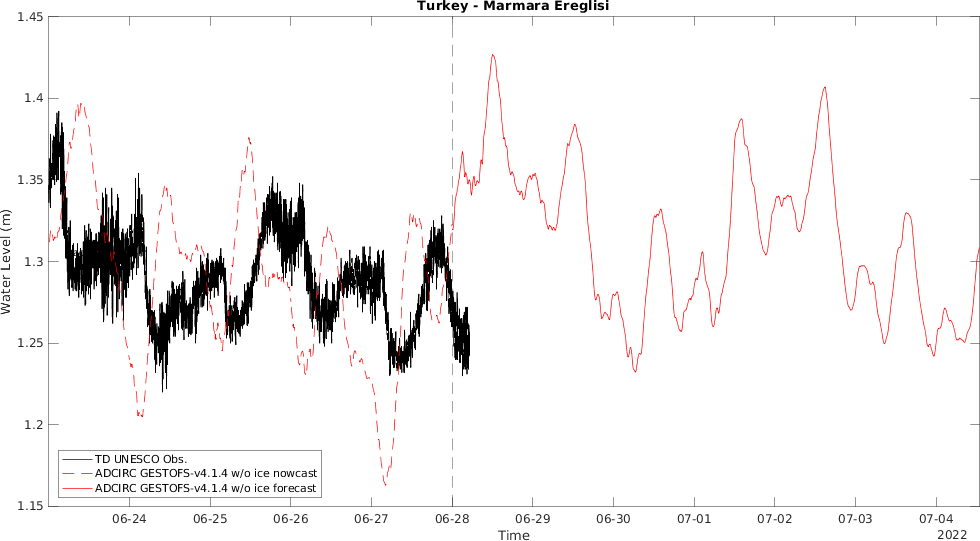 Turkey - Marmara Ereglisi
1.45
1.4
1.35
1.3
1.25
1.2
1.15
Water Level (m)
TD UNESCO Obs.
ADCIRC GESTOFS-v4.1.4 w/o ice nowcast
ADCIRC GESTOFS-v4.1.4 w/o ice forecast
06-24 06-25 06-26 06-27 06-28 06-29 06-30 07-01 07-02 07-03 07-04
Time
2022